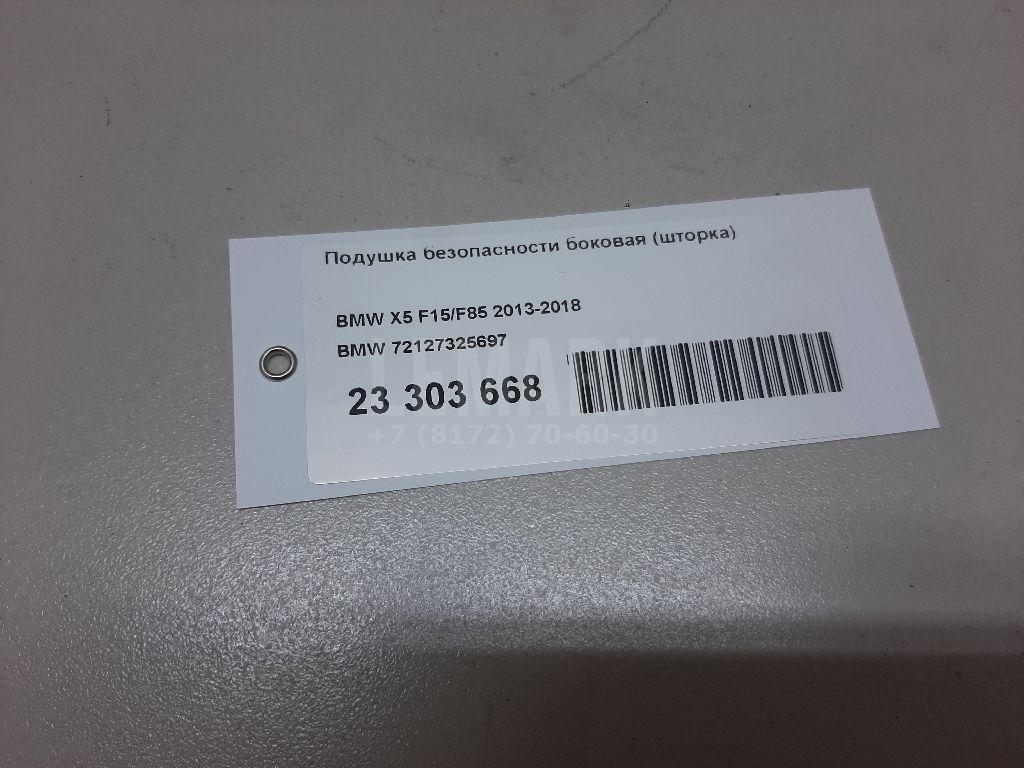 Подушка безопасности боковая (шторка)
BMW X5 F15/F85 2013-2018
BMW 72127325697
23 303 668
LEMARK
+7 (8172) 70-60-30